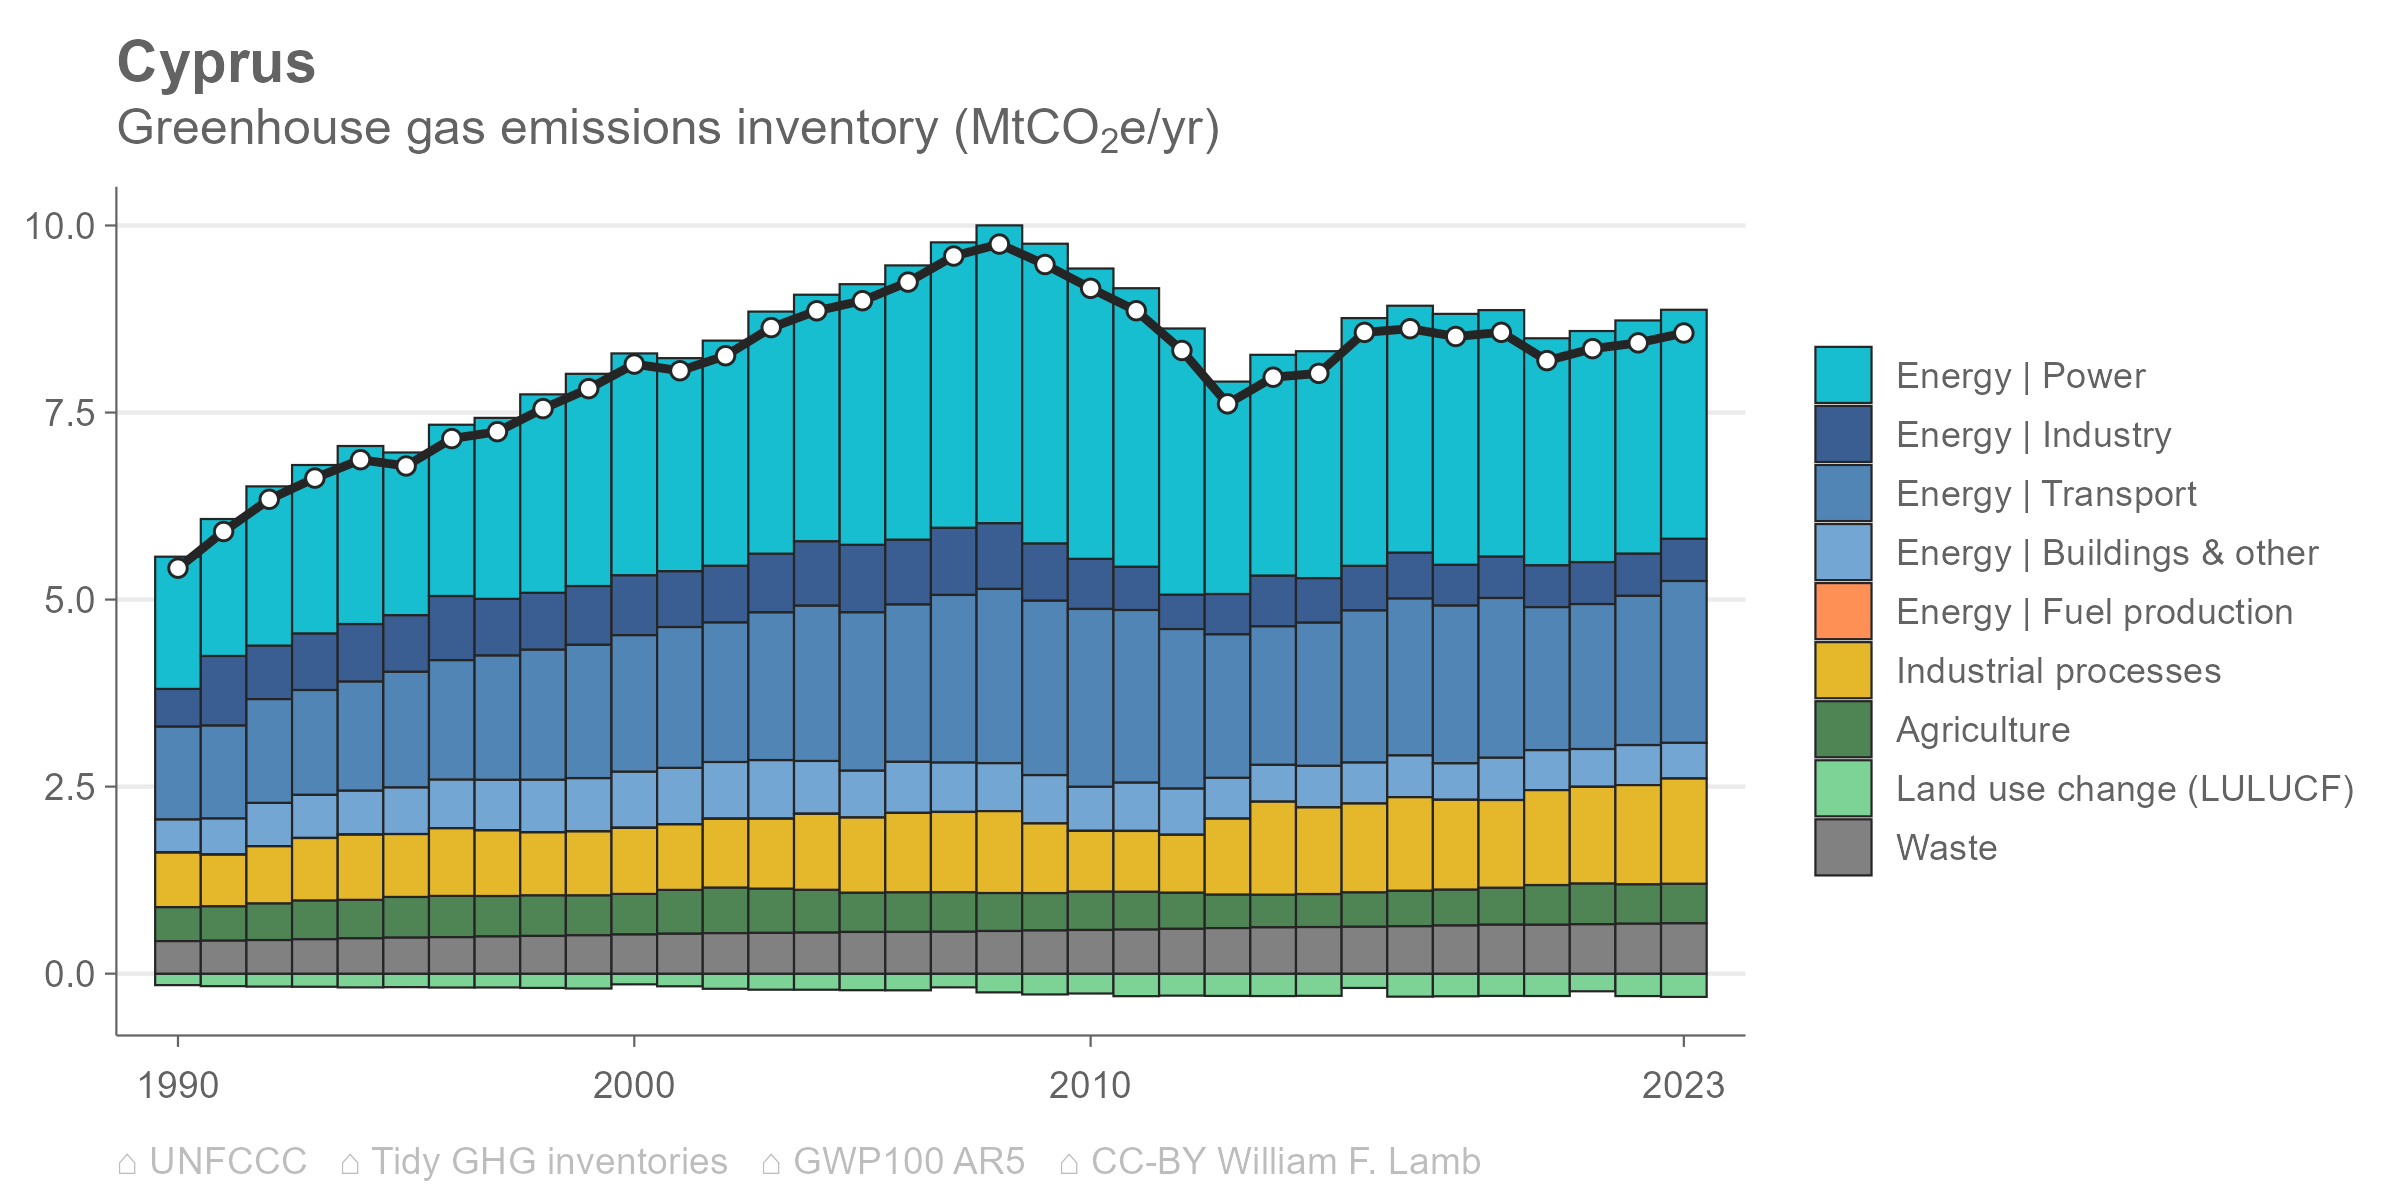 Cyprus
Greenhouse gas emissions inventory (MtCO₂e/yr)
10.0
7.5
5.0
2.5
0.0
1990 2000 2010 2023
Energy | Power
Energy | Industry
Energy | Transport
Energy | Buildings & other
Energy | Fuel production
Industrial processes
Agriculture
Land use change (LULUCF)
Waste
⌂ UNFCCC ⌂ Tidy GHG inventories ⌂ GWP100 AR5 ⌂ CC-BY William F. Lamb